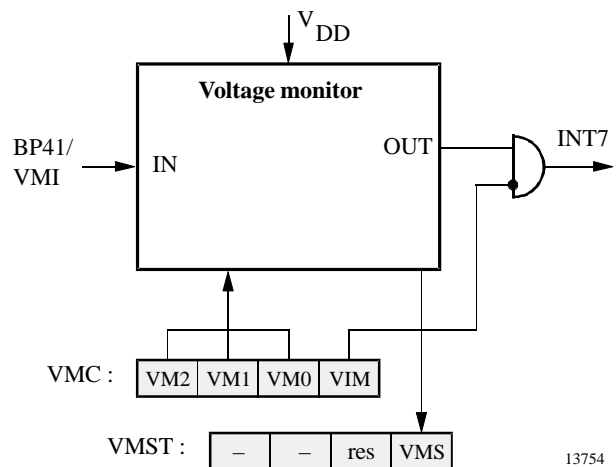 V DD
Voltage monitor
BP41/
VMI
IN
OUT
INT7
VMC : VM2 VM1 VM0 VIM
VMST : – – res VMS
13754